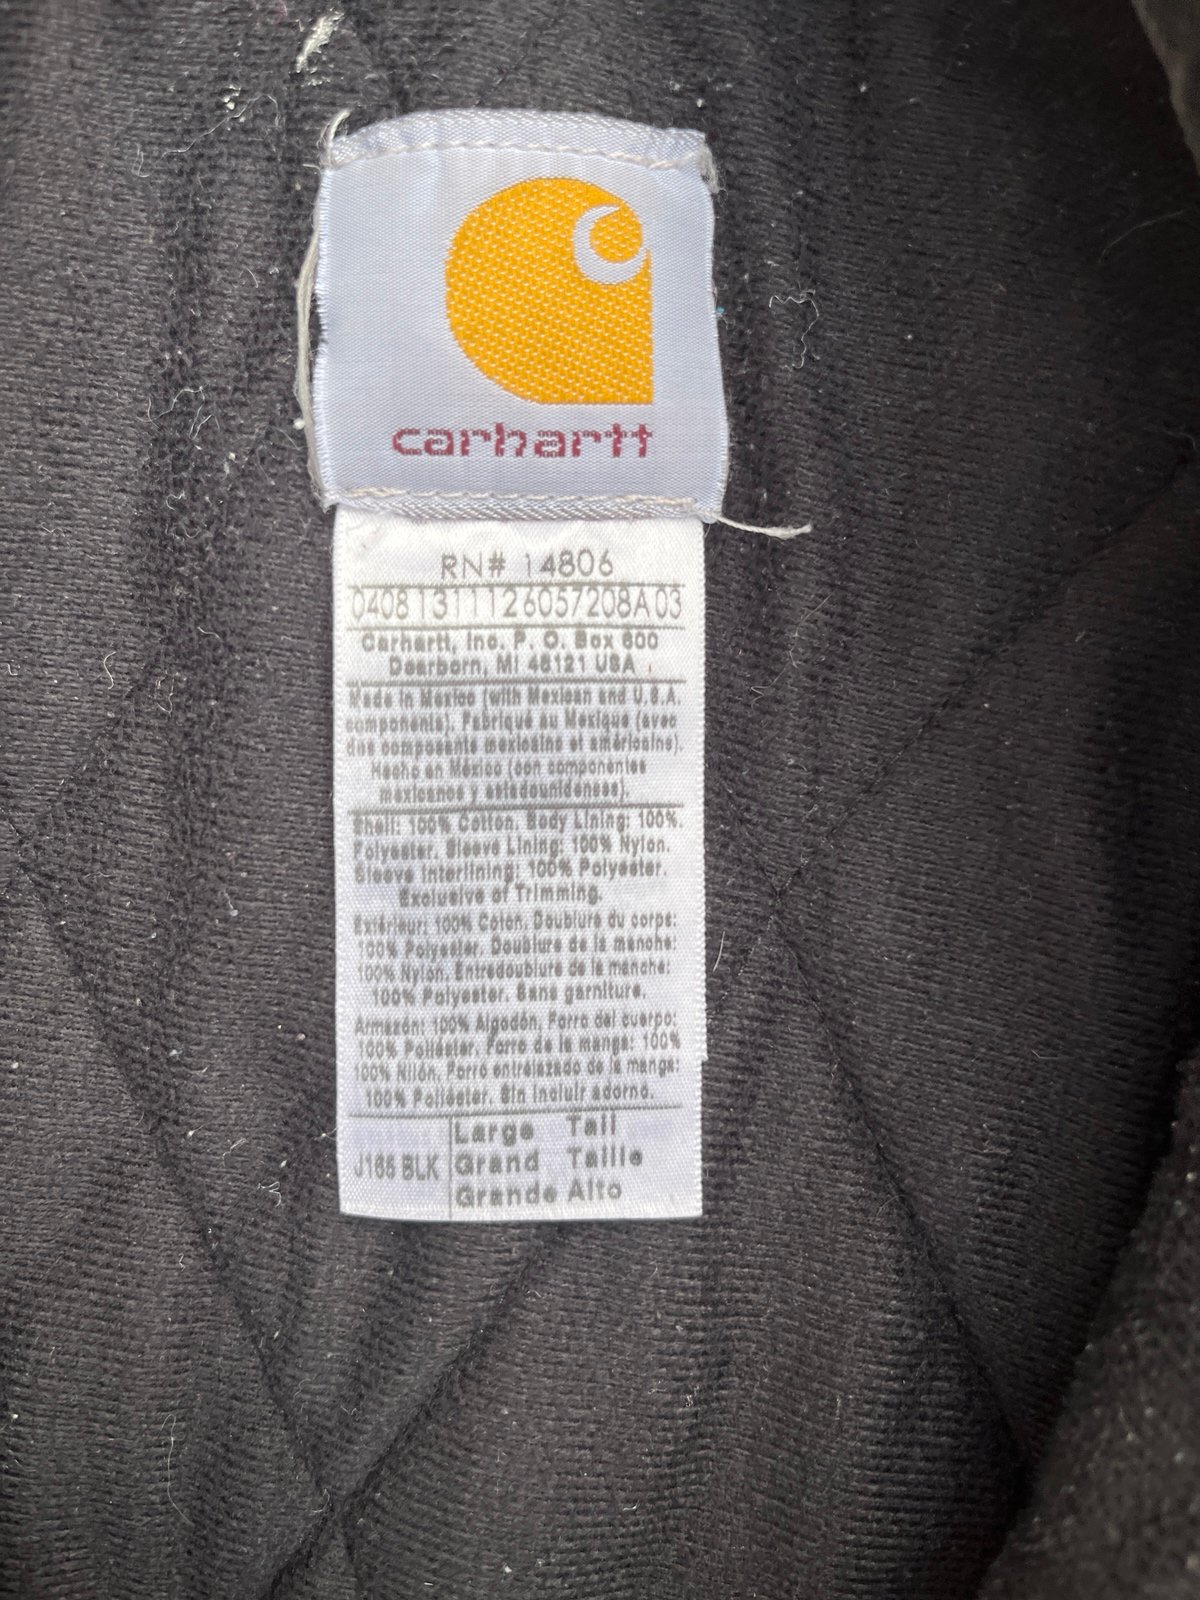 carhartt
RN# 14806
04081311126057208A03
Carhartt, Inc. P. O. Box 600
Dearborn, MI 48121 USA
Made in Mexico (with Mexican and U.S.A.
components). Fabriqué au Mexique (avec
des composants mexicains et américains).
Hecho en México (con componentes
mexicanos y estadounidenses).
Shell: 100% Cotton. Body Lining: 100%
Polyester. Sleeve Lining: 100% Nylon.
Sleeve Interlining: 100% Polyester.
Exclusive of Trimming.
Extérieur: 100% Coton. Doublure du corps:
100% Polyester. Doublure de la manche:
100% Nylon. Entredoublure de la manche:
100% Polyester. Sans garniture.
Armazón: 100% Algodón. Forro del cuerpo:
100% Poliéster. Forro de la manga: 100%
100% Nilón. Forro entrelazado de la manga:
100% Poliéster. Sin incluir adorno.
J165 BLK
Large Tall
Grand Taille
Grande Alto